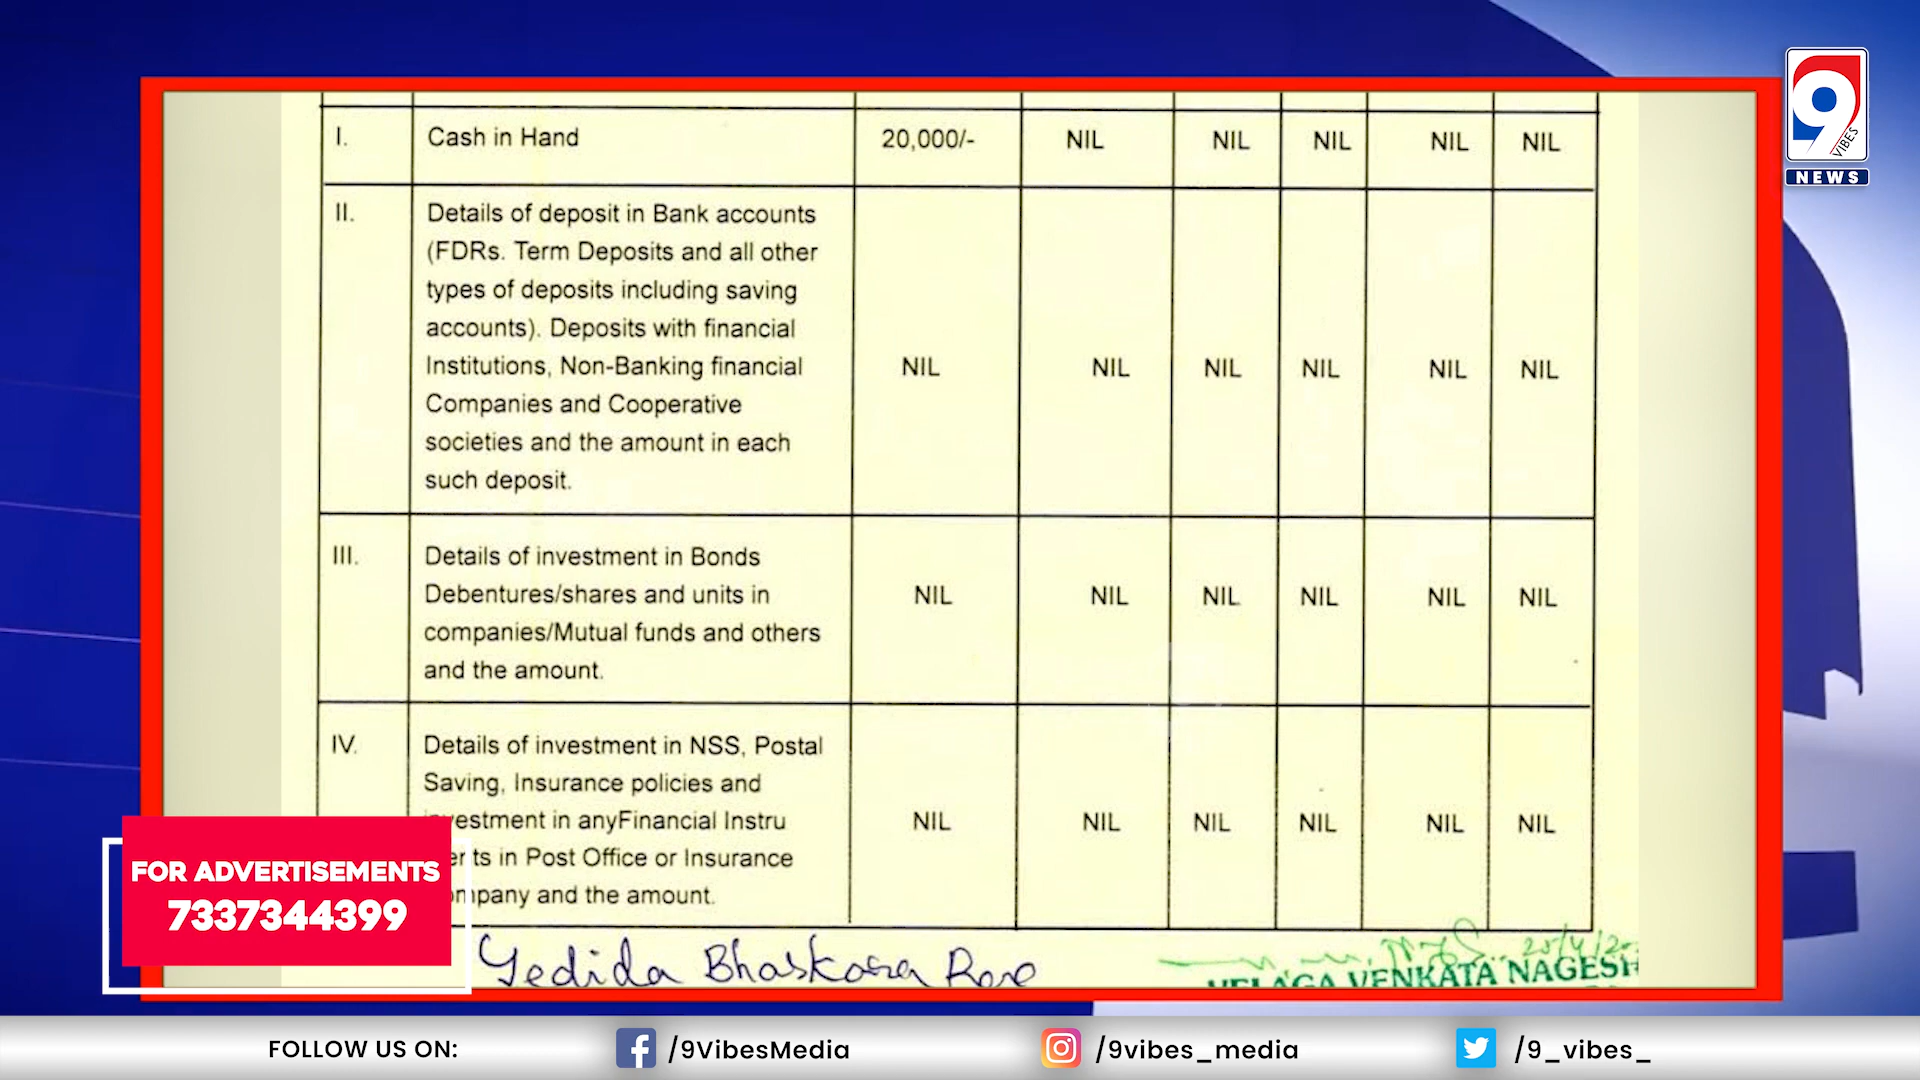 I. Cash in Hand 20,000/- NIL NIL NIL NIL NIL
II. Details of deposit in Bank accounts
(FDRs. Term Deposits and all other
types of deposits including saving
accounts). Deposits with financial
Institutions, Non-Banking financial NIL NIL NIL NIL NIL NIL
Companies and Cooperative
societies and the amount in each
such deposit.
III. Details of investment in Bonds
Debentures/shares and units in NIL NIL NIL NIL NIL NIL
companies/Mutual funds and others
and the amount.
IV. Details of investment in NSS, Postal
Saving, Insurance policies and
estment in anyFinancial Instru NIL NIL NIL NIL NIL NIL
ts in Post Office or Insurance
mpany and the amount.
Yedida Bhaskara Rao
VELAGA VENKATA NAGESH
9
VIBES
NEWS
FOR ADVERTISEMENTS
7337344399
FOLLOW US ON: /9VibesMedia /9vibes_media /9_vibes_